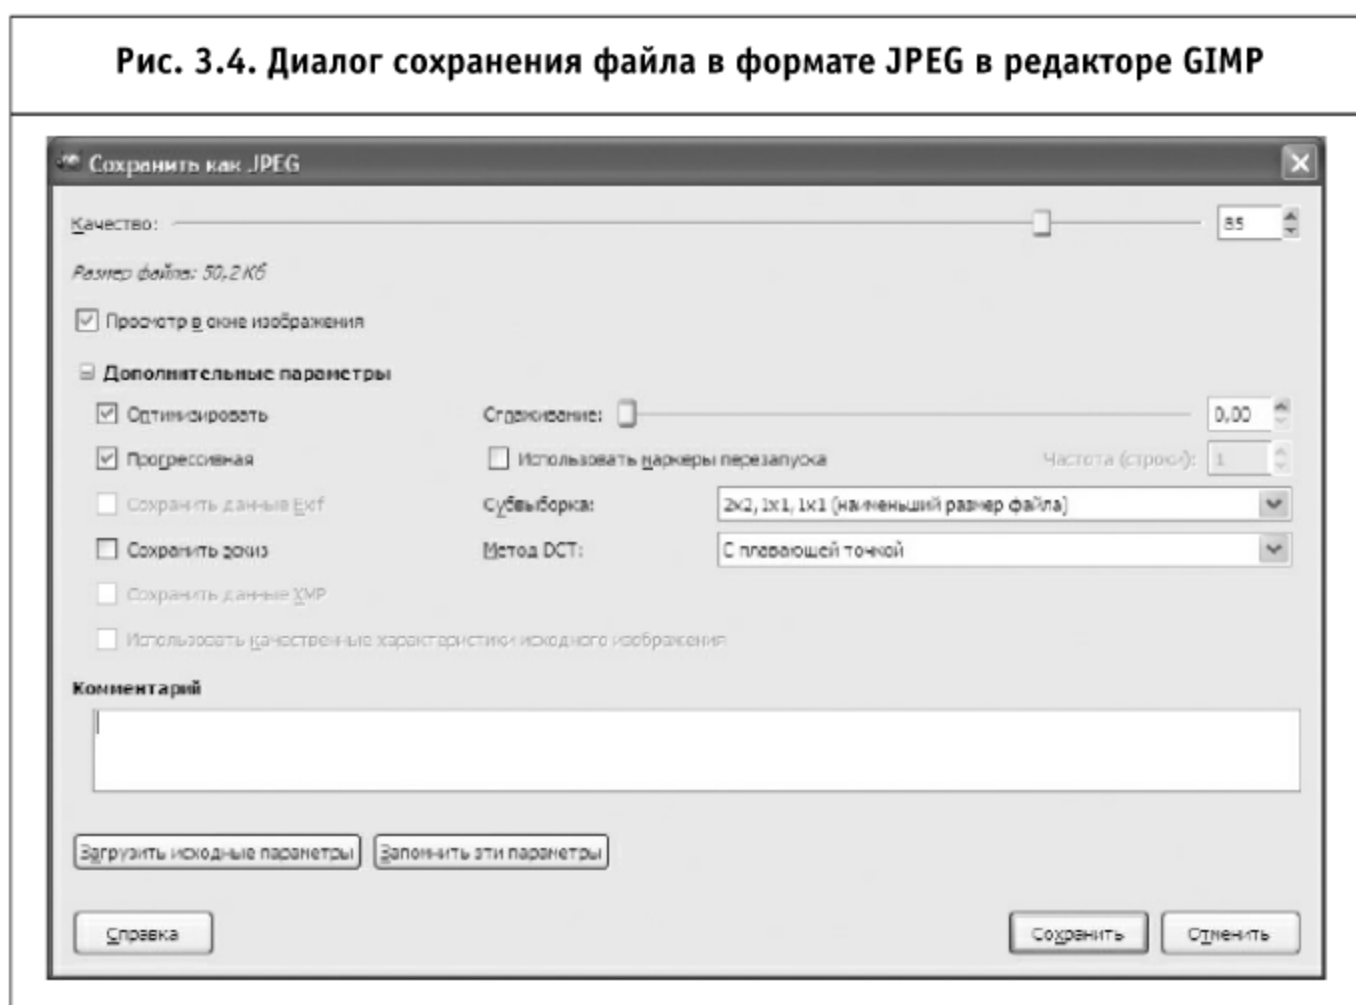 Рис. 3.4. Диалог сохранения файла в формате JPEG в редакторе GIMP
Сохранить как JPEG
Качество: 85
Размер файла: 50,2 Кб
Просмотр в окне изображения
Дополнительные параметры
Оптимизировать Сглаживание: 0,00
Прогрессивная Использовать маркеры перезапуска Частота (строки): 1
Сохранить данные Exif Субвыборка: 2x2, 1x1, 1x1 (наименьший размер файла)
Сохранить эскиз Метод DCT: С плавающей точкой
Сохранить данные XMP
Использовать качественные характеристики исходного изображения
Комментарий
Загрузить исходные параметры Запомнить эти параметры
Справка Сохранить Отменить